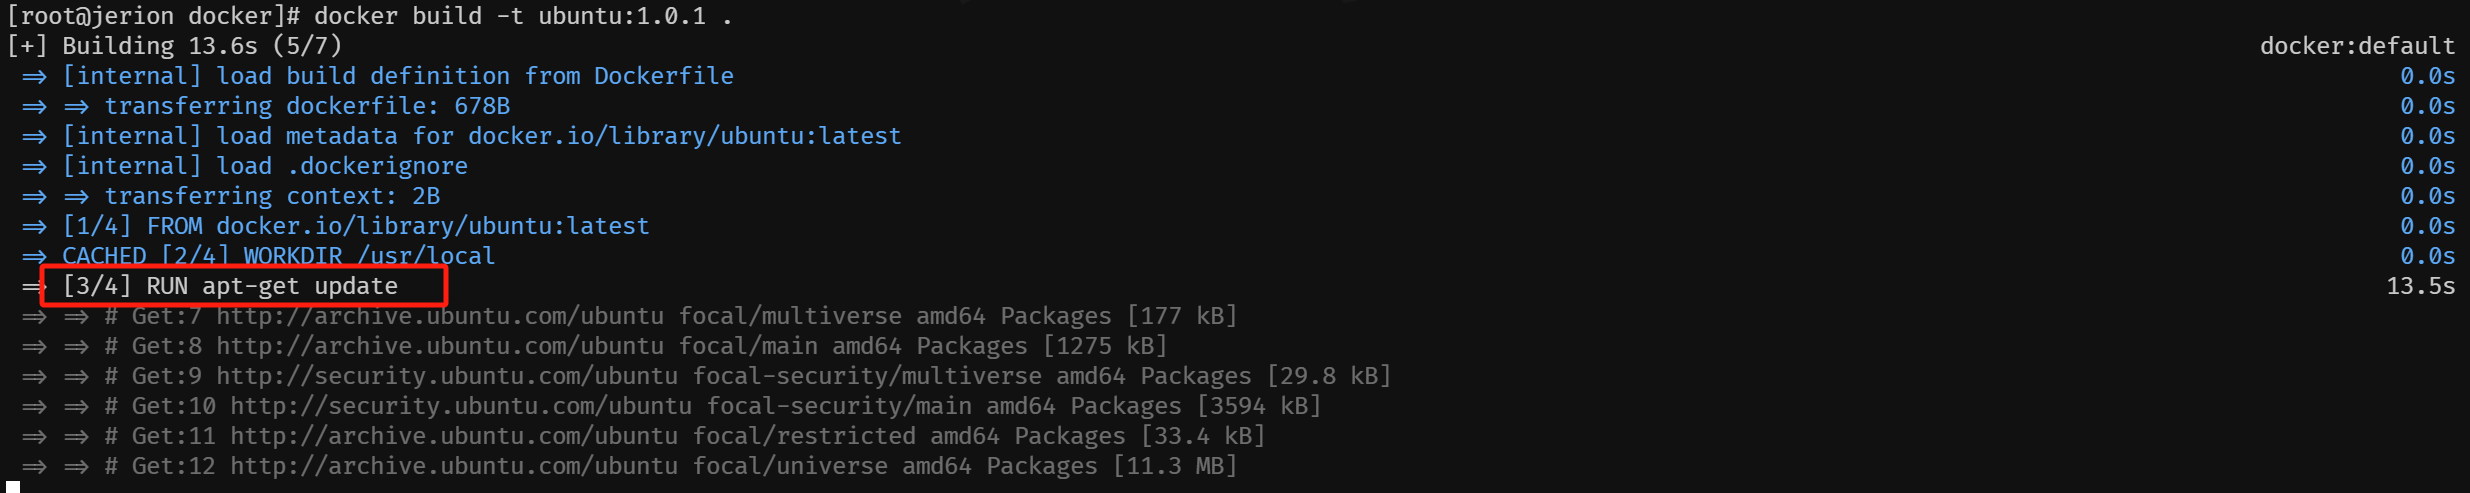 [root@jerion docker]# docker build -t ubuntu:1.0.1 .
[+] Building 13.6s (5/7) docker:default
=> [internal] load build definition from Dockerfile 0.0s
=> => transferring dockerfile: 678B 0.0s
=> [internal] load metadata for docker.io/library/ubuntu:latest 0.0s
=> [internal] load .dockerignore 0.0s
=> => transferring context: 2B 0.0s
=> [1/4] FROM docker.io/library/ubuntu:latest 0.0s
=> CACHED [2/4] WORKDIR /usr/local 0.0s
=> [3/4] RUN apt-get update 13.5s
=> => # Get:7 http://archive.ubuntu.com/ubuntu focal/multiverse amd64 Packages [177 kB]
=> => # Get:8 http://archive.ubuntu.com/ubuntu focal/main amd64 Packages [1275 kB]
=> => # Get:9 http://security.ubuntu.com/ubuntu focal-security/multiverse amd64 Packages [29.8 kB]
=> => # Get:10 http://security.ubuntu.com/ubuntu focal-security/main amd64 Packages [3594 kB]
=> => # Get:11 http://archive.ubuntu.com/ubuntu focal/restricted amd64 Packages [33.4 kB]
=> => # Get:12 http://archive.ubuntu.com/ubuntu focal/universe amd64 Packages [11.3 MB]